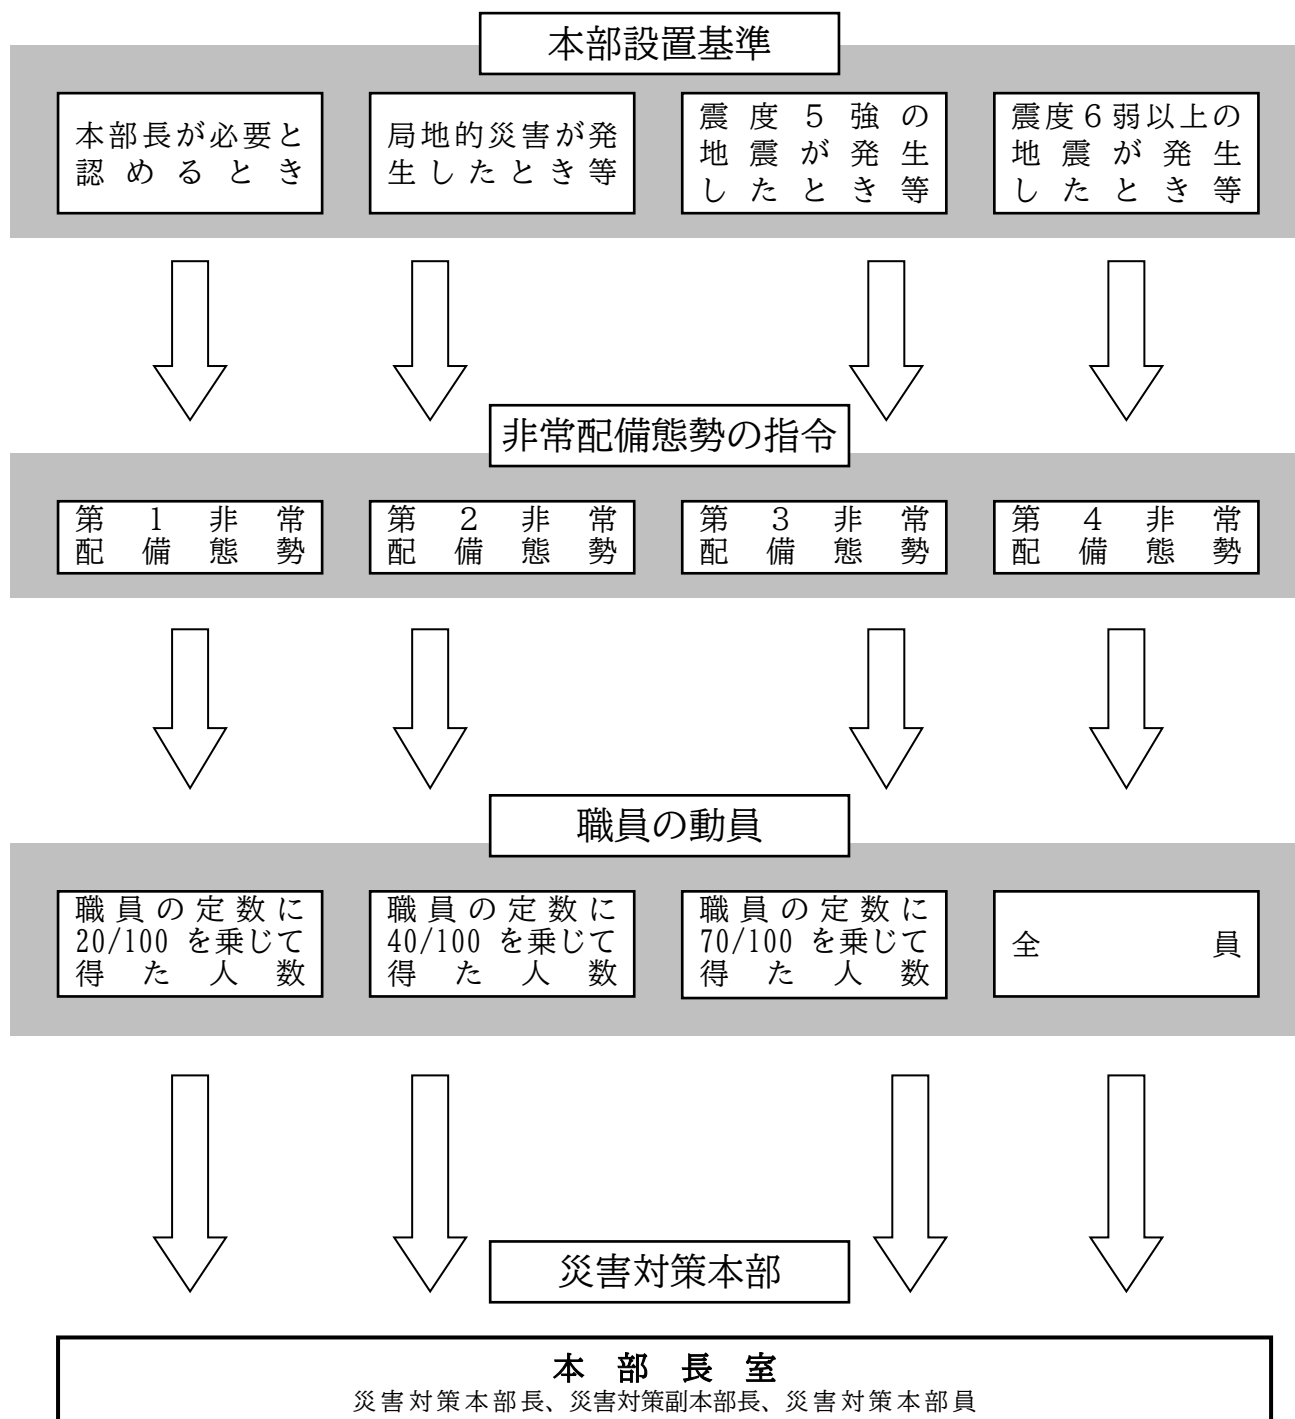 本部設置基準
本部長が必要と
認めるとき
局地的災害が発
生したとき等
震度５強の
地震が発生
したとき等
震度６弱以上の
地震が発生
したとき等
非常配備態勢の指令
第１非常
配備態勢
第２非常
配備態勢
第３非常
配備態勢
第４非常
配備態勢
職員の動員
職員の定数に
20/100 を乗じて
得た人数
職員の定数に
40/100 を乗じて
得た人数
職員の定数に
70/100 を乗じて
得た人数
全員
災害対策本部
本部長室
災害対策本部長、災害対策副本部長、災害対策本部員